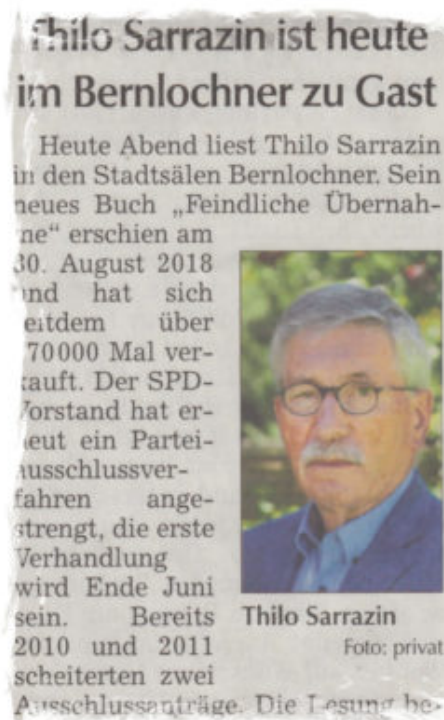 Thilo Sarrazin ist heute
im Bernlochner zu Gast
Heute Abend liest Thilo Sarrazin
in den Stadtsälen Bernlochner. Sein
neues Buch „Feindliche Übernah-
me“ erschien am
30. August 2018
und hat sich
seitdem über
70000 Mal ver-
kauft. Der SPD-
Vorstand hat er-
neut ein Partei-
ausschlussver-
fahren ange-
strengt, die erste
Verhandlung
wird Ende Juni
sein. Bereits
2010 und 2011
scheiterten zwei
Ausschlussanträge. Die Lesung be-
Thilo Sarrazin
Foto: privat